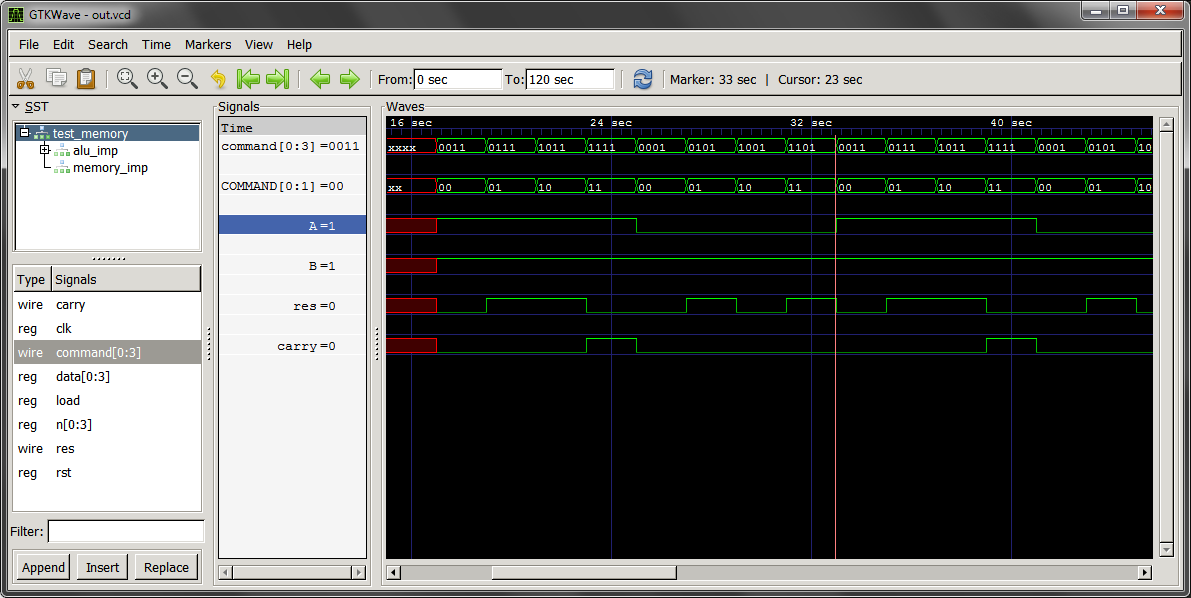 GTKWave - out.vcd
File Edit Search Time Markers View Help
From: 0 sec To: 120 sec Marker: 33 sec | Cursor: 23 sec
SST
test_memory
alu_imp
memory_imp
Type Signals
wire carry
reg clk
wire command[0:3]
reg data[0:3]
reg load
reg n[0:3]
wire res
reg rst
Filter:
Append Insert Replace
Signals
Time
command[0:3] =0011
COMMAND[0:1] =00
A =1
B =1
res =0
carry =0
Waves
16 sec 24 sec 32 sec 40 sec
xxxx 0011 0111 1011 1111 0001 0101 1001 1101 0011 0111 1011 1111 0001 0101 10
xx 00 01 10 11 00 01 10 11 00 01 10 11 00 01 10